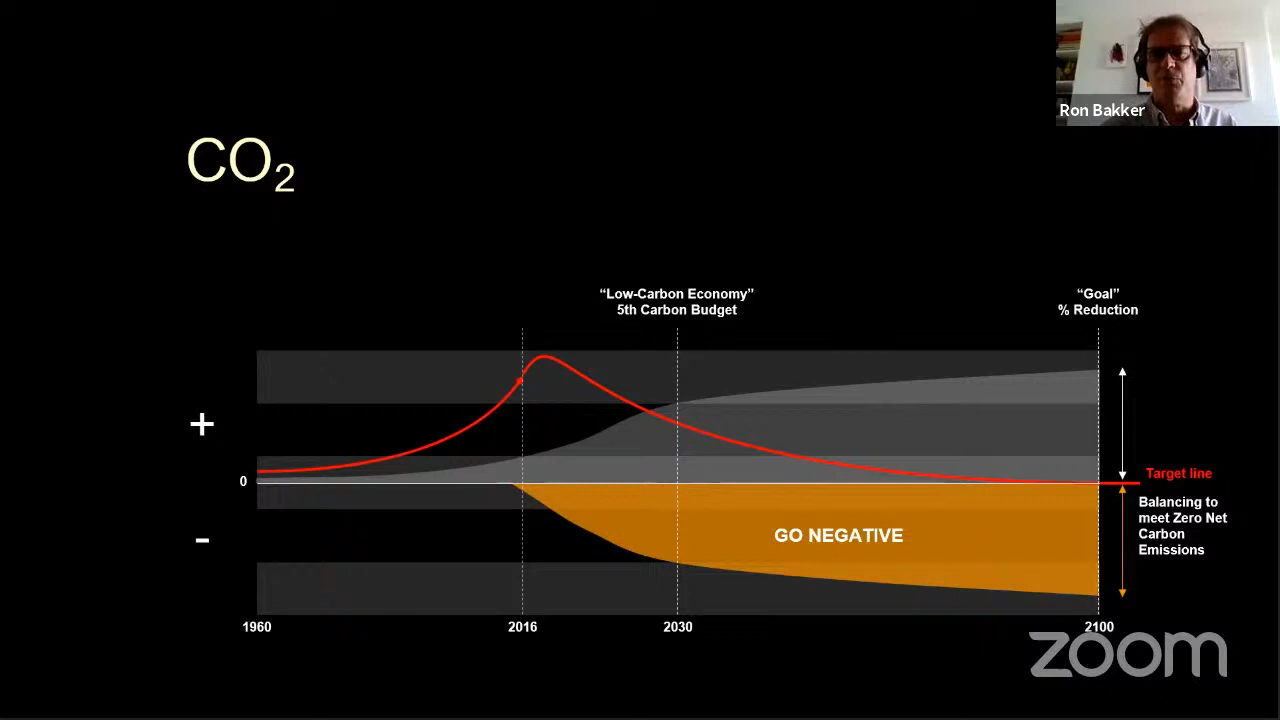 Ron Bakker
CO₂
“Low-Carbon Economy”
5th Carbon Budget
“Goal”
% Reduction
+
0
-
Target line
Balancing to
meet Zero Net
Carbon
Emissions
GO NEGATIVE
1960
2016
2030
2100
zoom